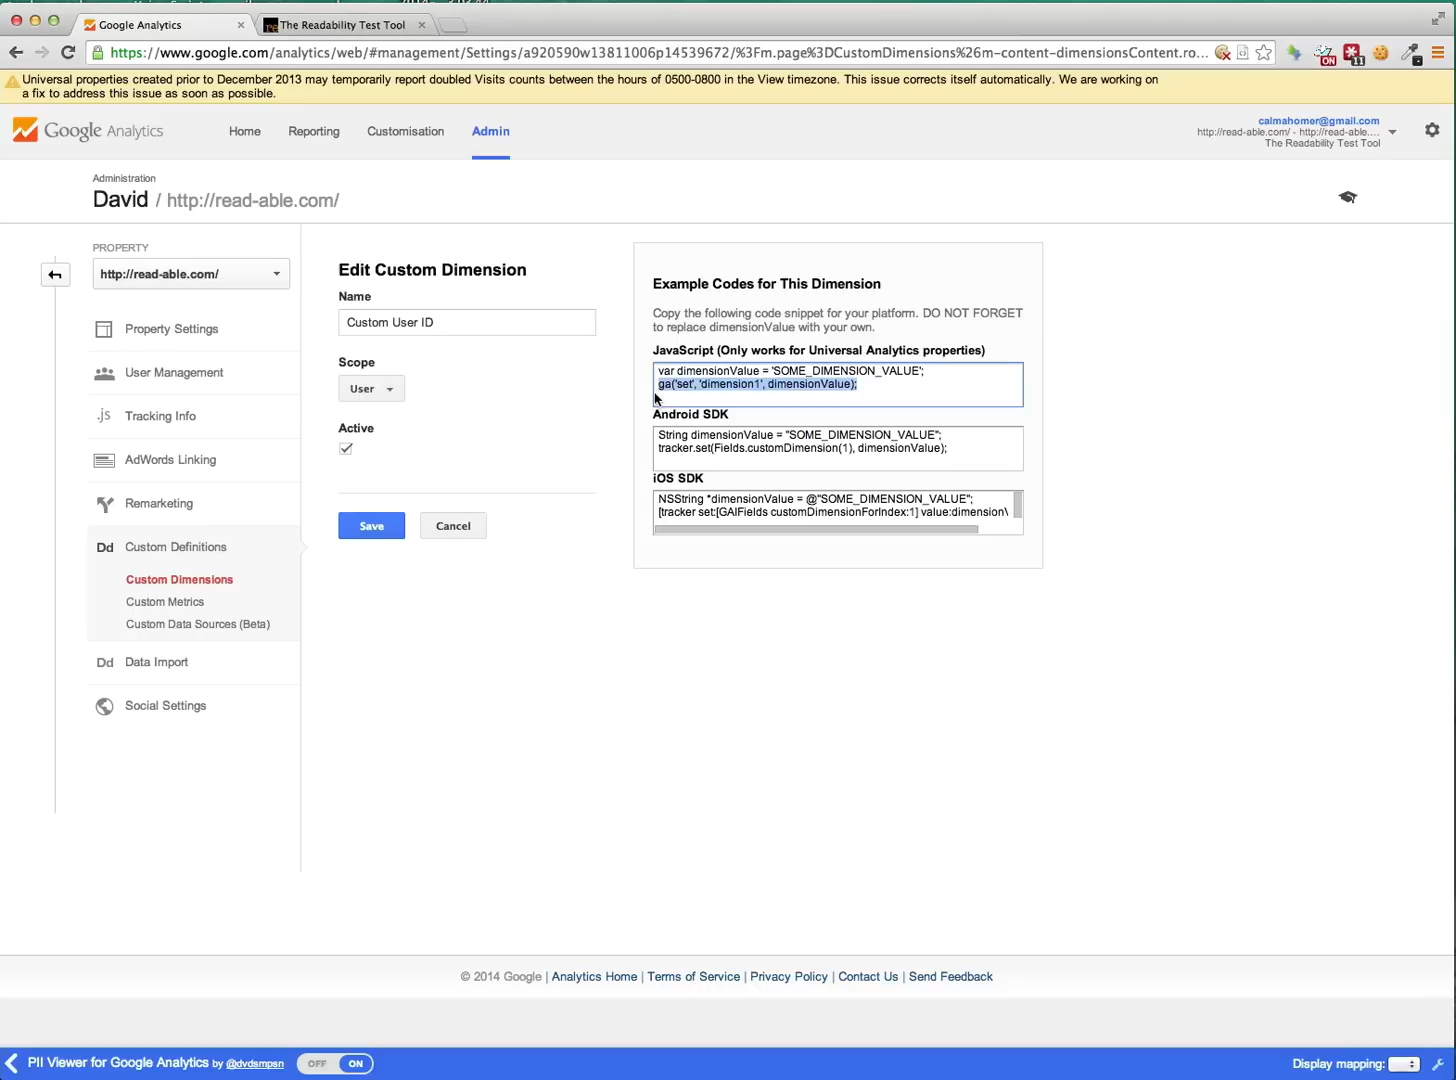 Google Analytics
The Readability Test Tool
https://www.google.com/analytics/web/#management/Settings/a920590w13811006p14539672/%3Fm.page%3DCustomDimensions%26m-content-dimensionsContent.ro...
ON
11
Universal properties created prior to December 2013 may temporarily report doubled Visits counts between the hours of 0500-0800 in the View timezone. This issue corrects itself automatically. We are working on
a fix to address this issue as soon as possible.
Google Analytics
Home
Reporting
Customisation
Admin
calmahomer@gmail.com
http://read-able.com/ - http://read-able....
The Readability Test Tool
Administration
David / http://read-able.com/
PROPERTY
http://read-able.com/
Property Settings
User Management
.js Tracking Info
AdWords Linking
Remarketing
Dd Custom Definitions
Custom Dimensions
Custom Metrics
Custom Data Sources (Beta)
Dd Data Import
Social Settings
Edit Custom Dimension
Name
Custom User ID
Scope
User
Active
Save
Cancel
Example Codes for This Dimension
Copy the following code snippet for your platform. DO NOT FORGET
to replace dimensionValue with your own.
JavaScript (Only works for Universal Analytics properties)
var dimensionValue = 'SOME_DIMENSION_VALUE';
ga('set', 'dimension1', dimensionValue);
Android SDK
String dimensionValue = "SOME_DIMENSION_VALUE";
tracker.set(Fields.customDimension(1), dimensionValue);
iOS SDK
NSString *dimensionValue = @"SOME_DIMENSION_VALUE";
[tracker set:[GAIFields customDimensionForIndex:1] value:dimensionV
© 2014 Google | Analytics Home | Terms of Service | Privacy Policy | Contact Us | Send Feedback
PII Viewer for Google Analytics by @dvdsmpsn
OFF
ON
Display mapping: